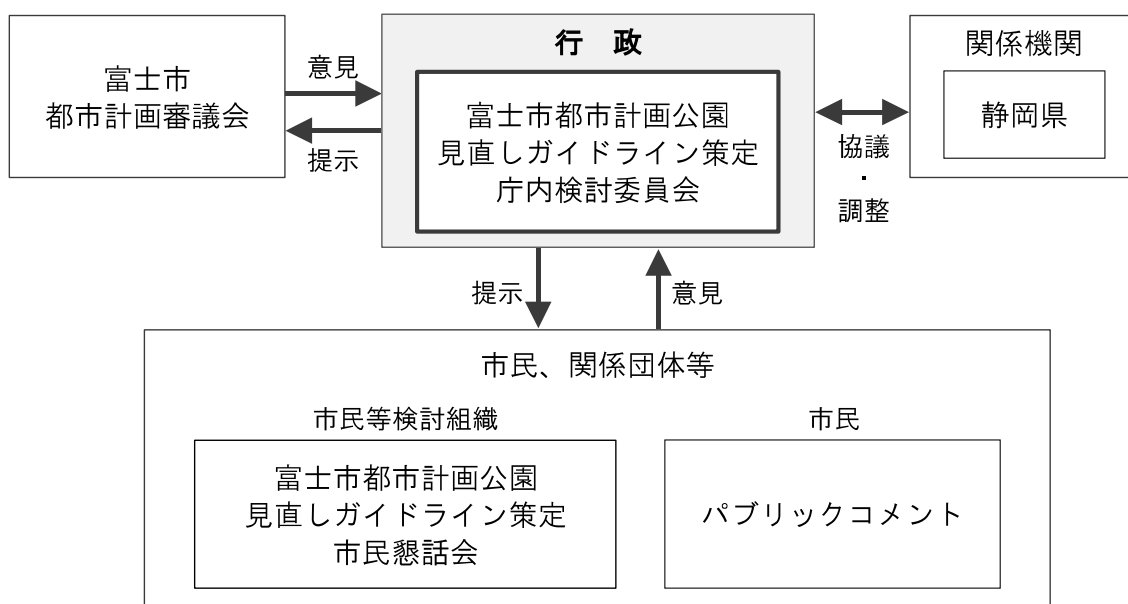 富士市
都市計画審議会
意見
提示
行　政
富士市都市計画公園
見直しガイドライン策定
庁内検討委員会
協議
・
調整
関係機関
静岡県
提示
意見
市民、関係団体等
市民等検討組織
富士市都市計画公園
見直しガイドライン策定
市民懇話会
市民
パブリックコメント